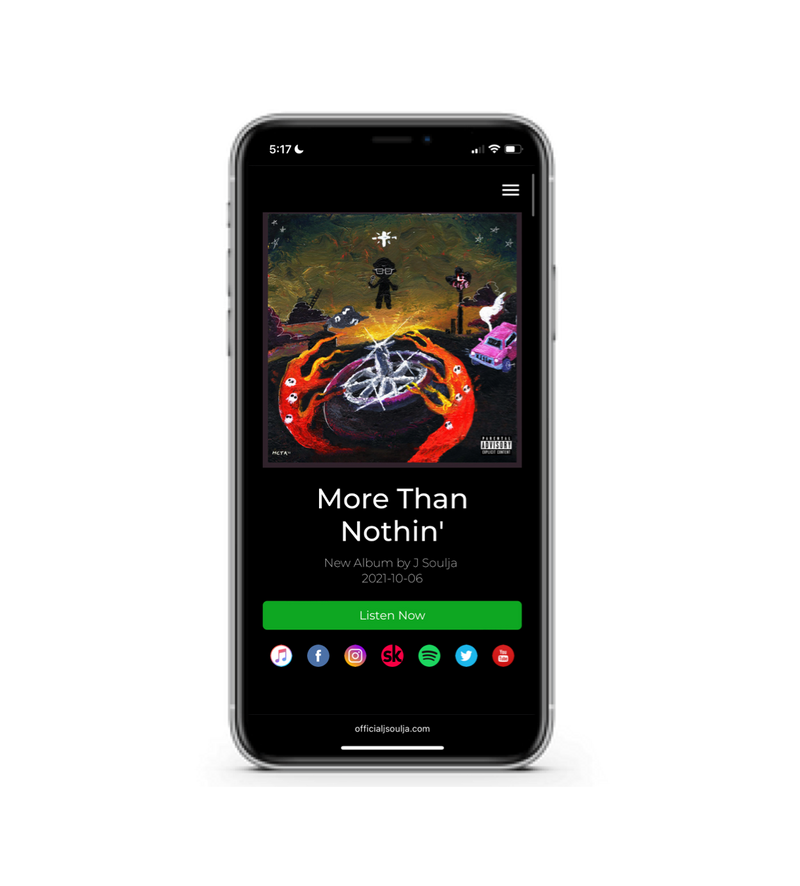 5:17
METRO
PARENTAL
ADVISORY
EXPLICIT CONTENT
More Than
Nothin'
New Album by J Soulja
2021-10-06
Listen Now
f
sk
You
Tube
officialjsoulja.com